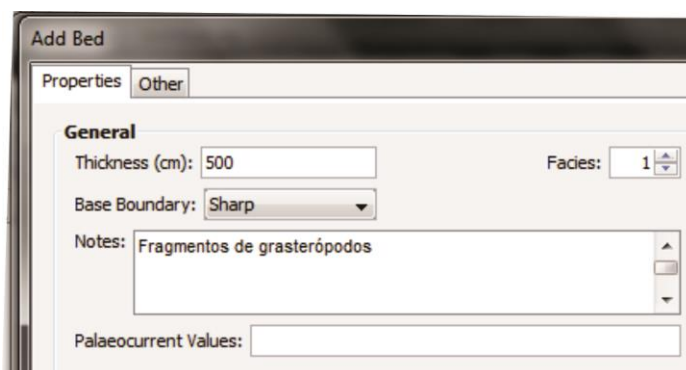 Add Bed
Properties Other
General
Thickness (cm): 500 Facies: 1
Base Boundary: Sharp
Notes: Fragmentos de grasterópodos
Palaeocurrent Values: